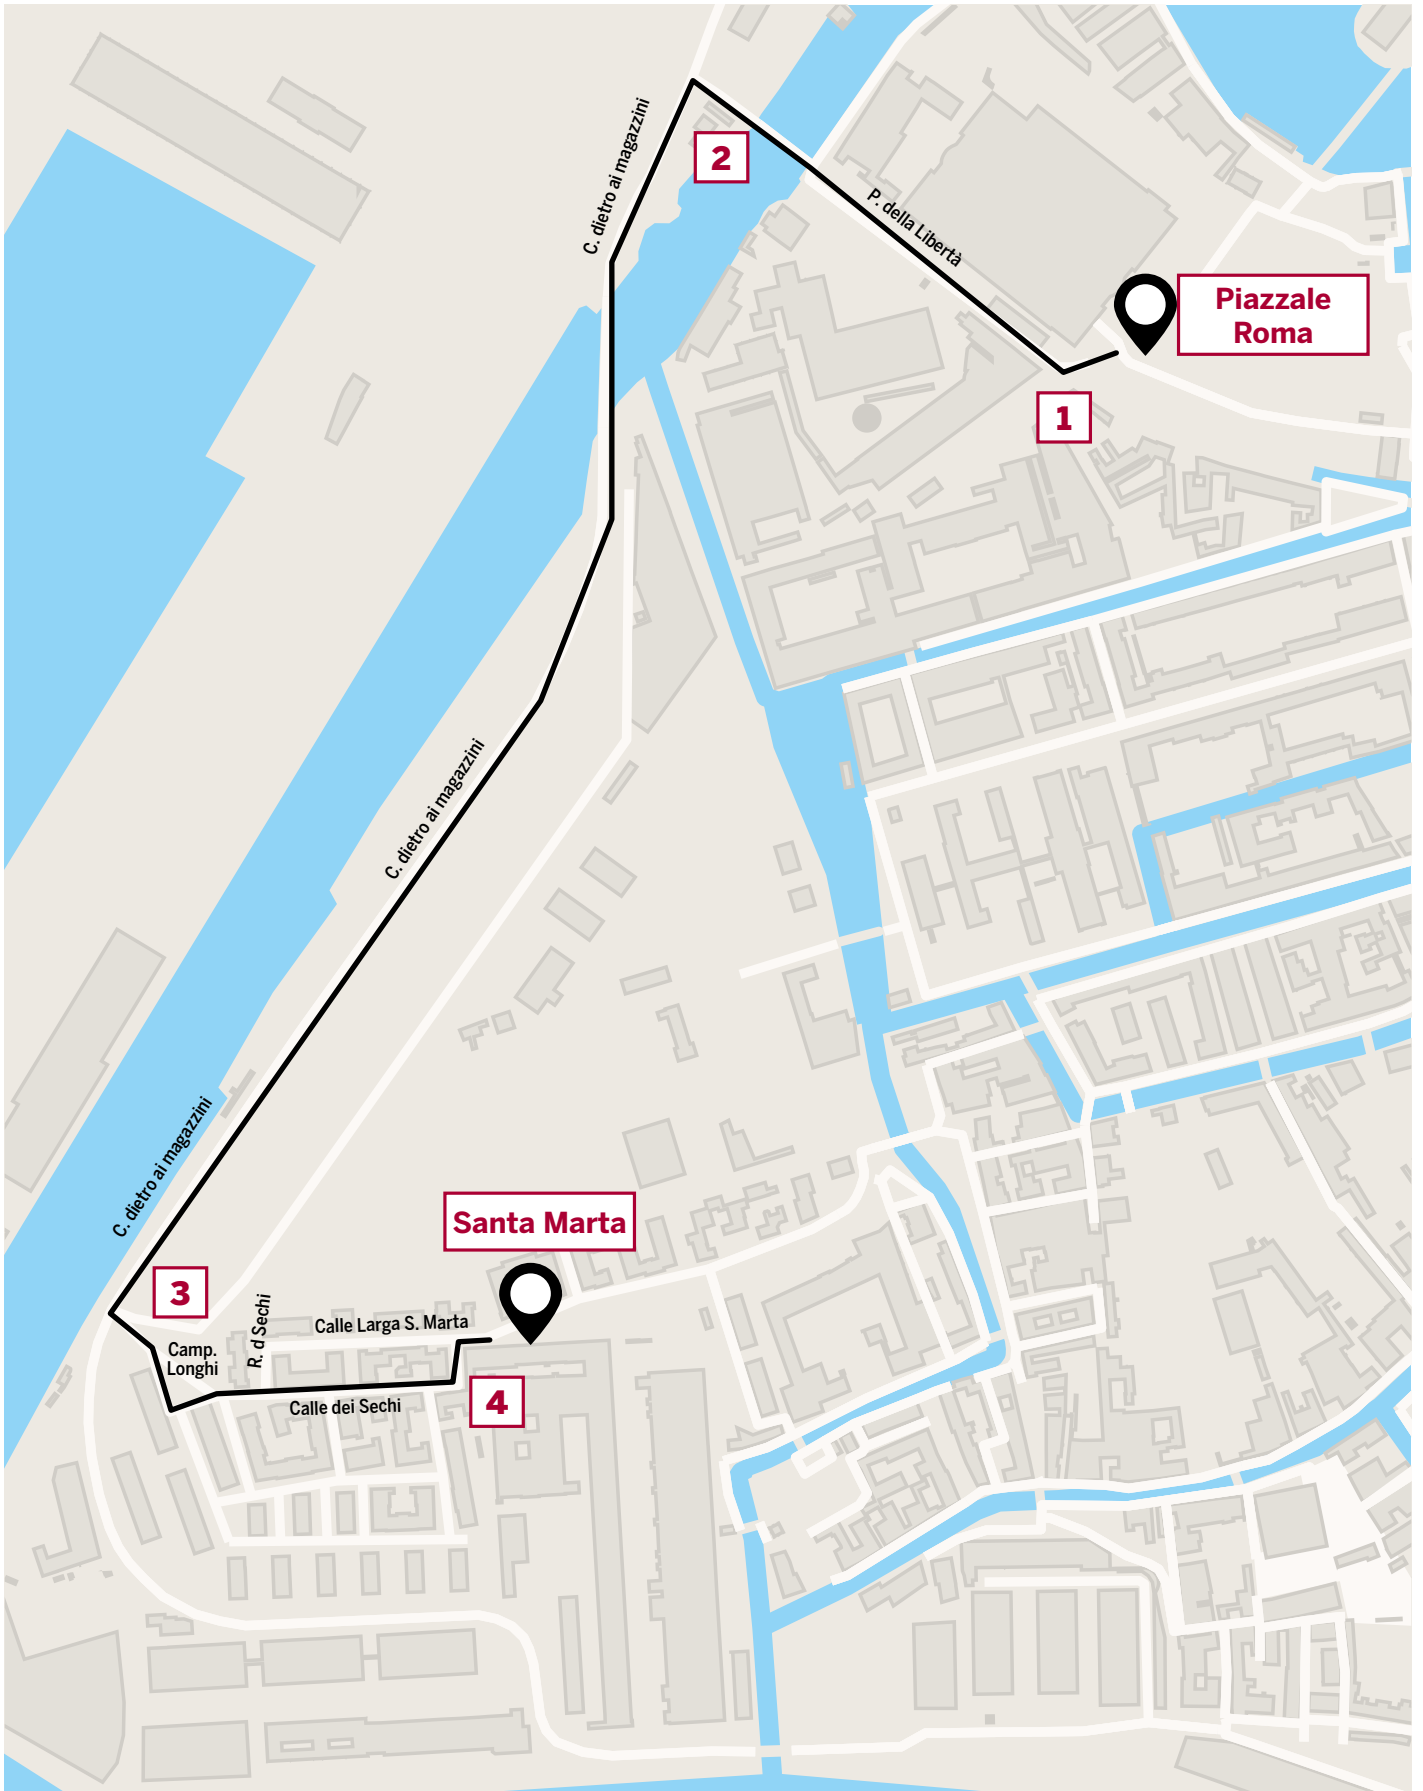 C. dietro ai magazzini
2
P. della Libertà
Piazzale
Roma
1
C. dietro ai magazzini
C. dietro ai magazzini
Santa Marta
3
R. d Sechi
Calle Larga S. Marta
Camp.
Longhi
Calle dei Sechi
4